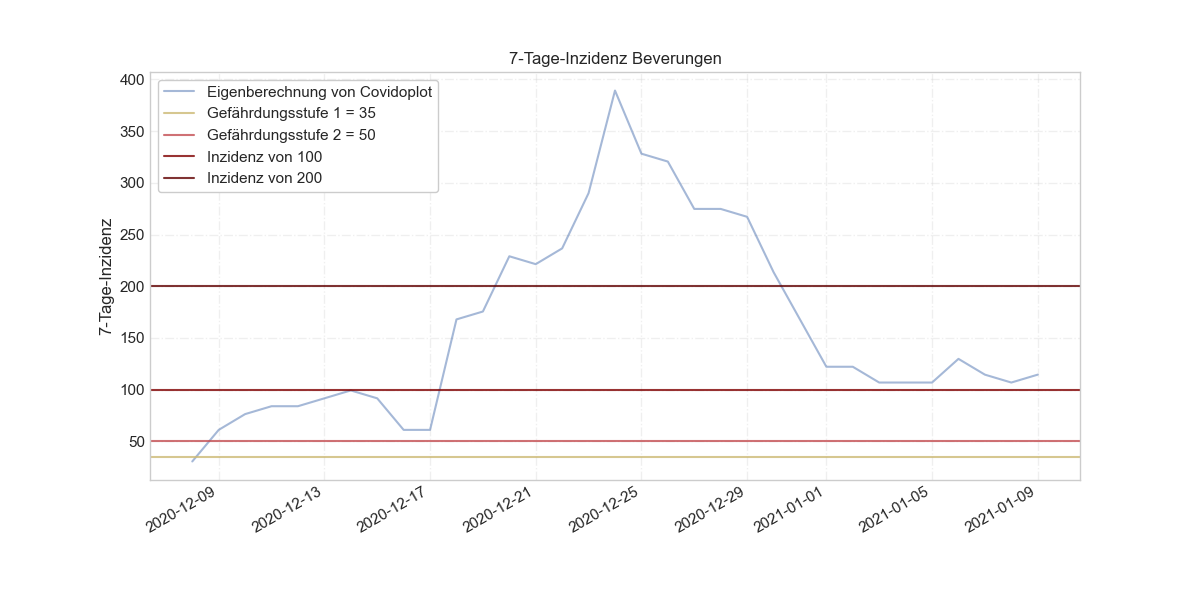 7-Tage-Inzidenz Beverungen
Eigenberechnung von Covidoplot
Gefährdungsstufe 1 = 35
Gefährdungsstufe 2 = 50
Inzidenz von 100
Inzidenz von 200
7-Tage-Inzidenz
400
350
300
250
200
150
100
50
2020-12-09
2020-12-13
2020-12-17
2020-12-21
2020-12-25
2020-12-29
2021-01-01
2021-01-05
2021-01-09